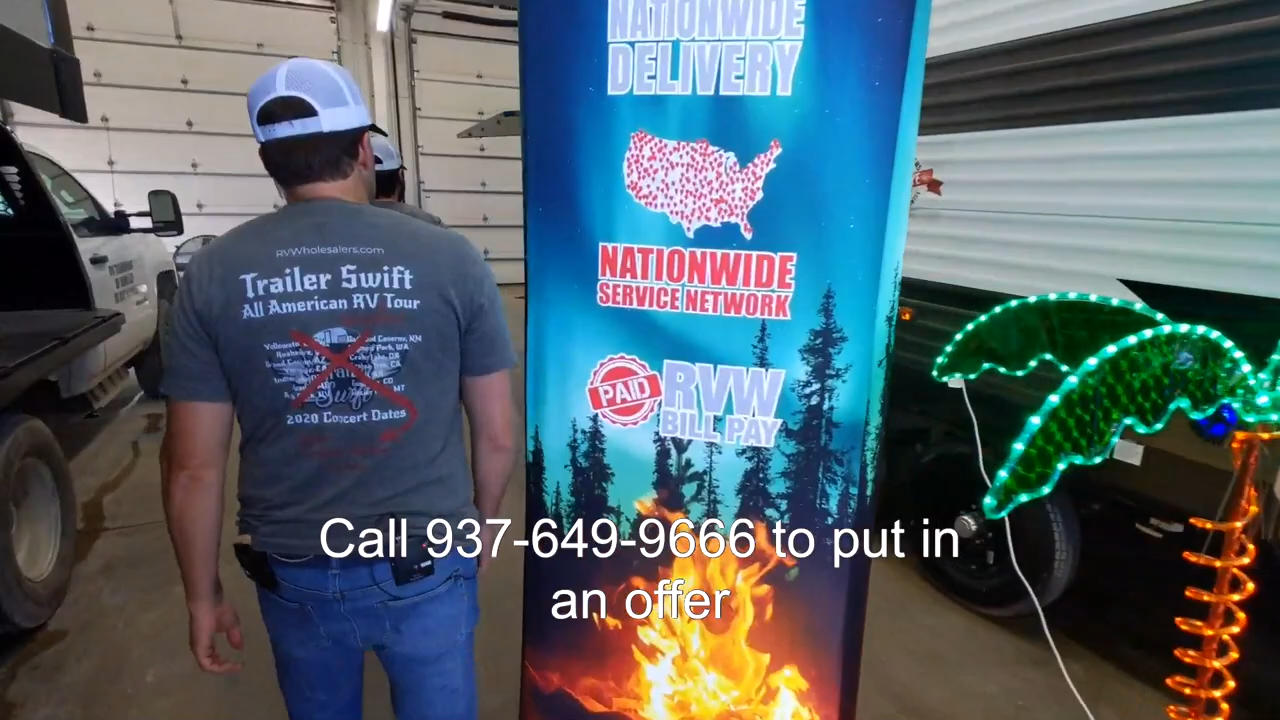 NATIONWIDE
DELIVERY
NATIONWIDE
SERVICE NETWORK
PAID
RVW
BILL PAY
RVWholesalers.com
Trailer Swift
All American RV Tour
2020 Concert Dates
Call 937-649-9666 to put in
an offer